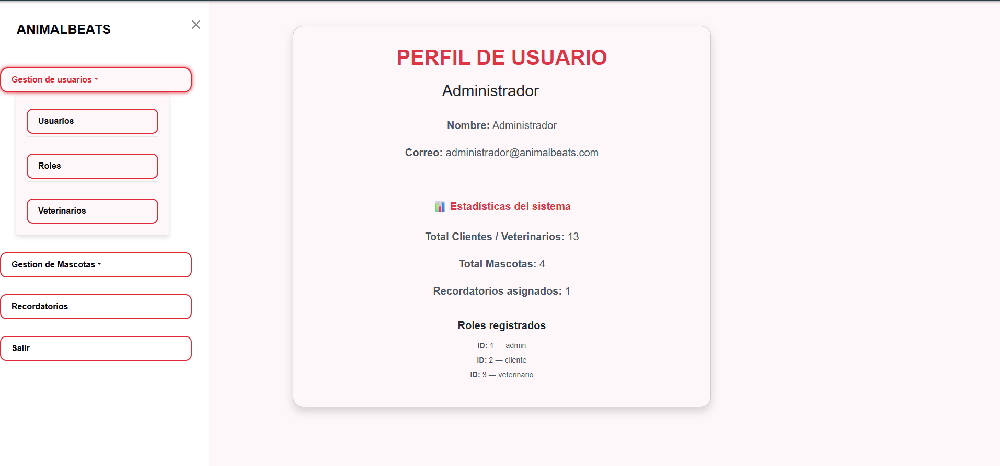 ANIMALBEATS
Gestion de usuarios
Usuarios
Roles
Veterinarios
Gestion de Mascotas
Recordatorios
Salir
PERFIL DE USUARIO
Administrador
Nombre: Administrador
Correo: administrador@animalbeats.com
Estadísticas del sistema
Total Clientes / Veterinarios: 13
Total Mascotas: 4
Recordatorios asignados: 1
Roles registrados
ID: 1 — admin
ID: 2 — cliente
ID: 3 — veterinario